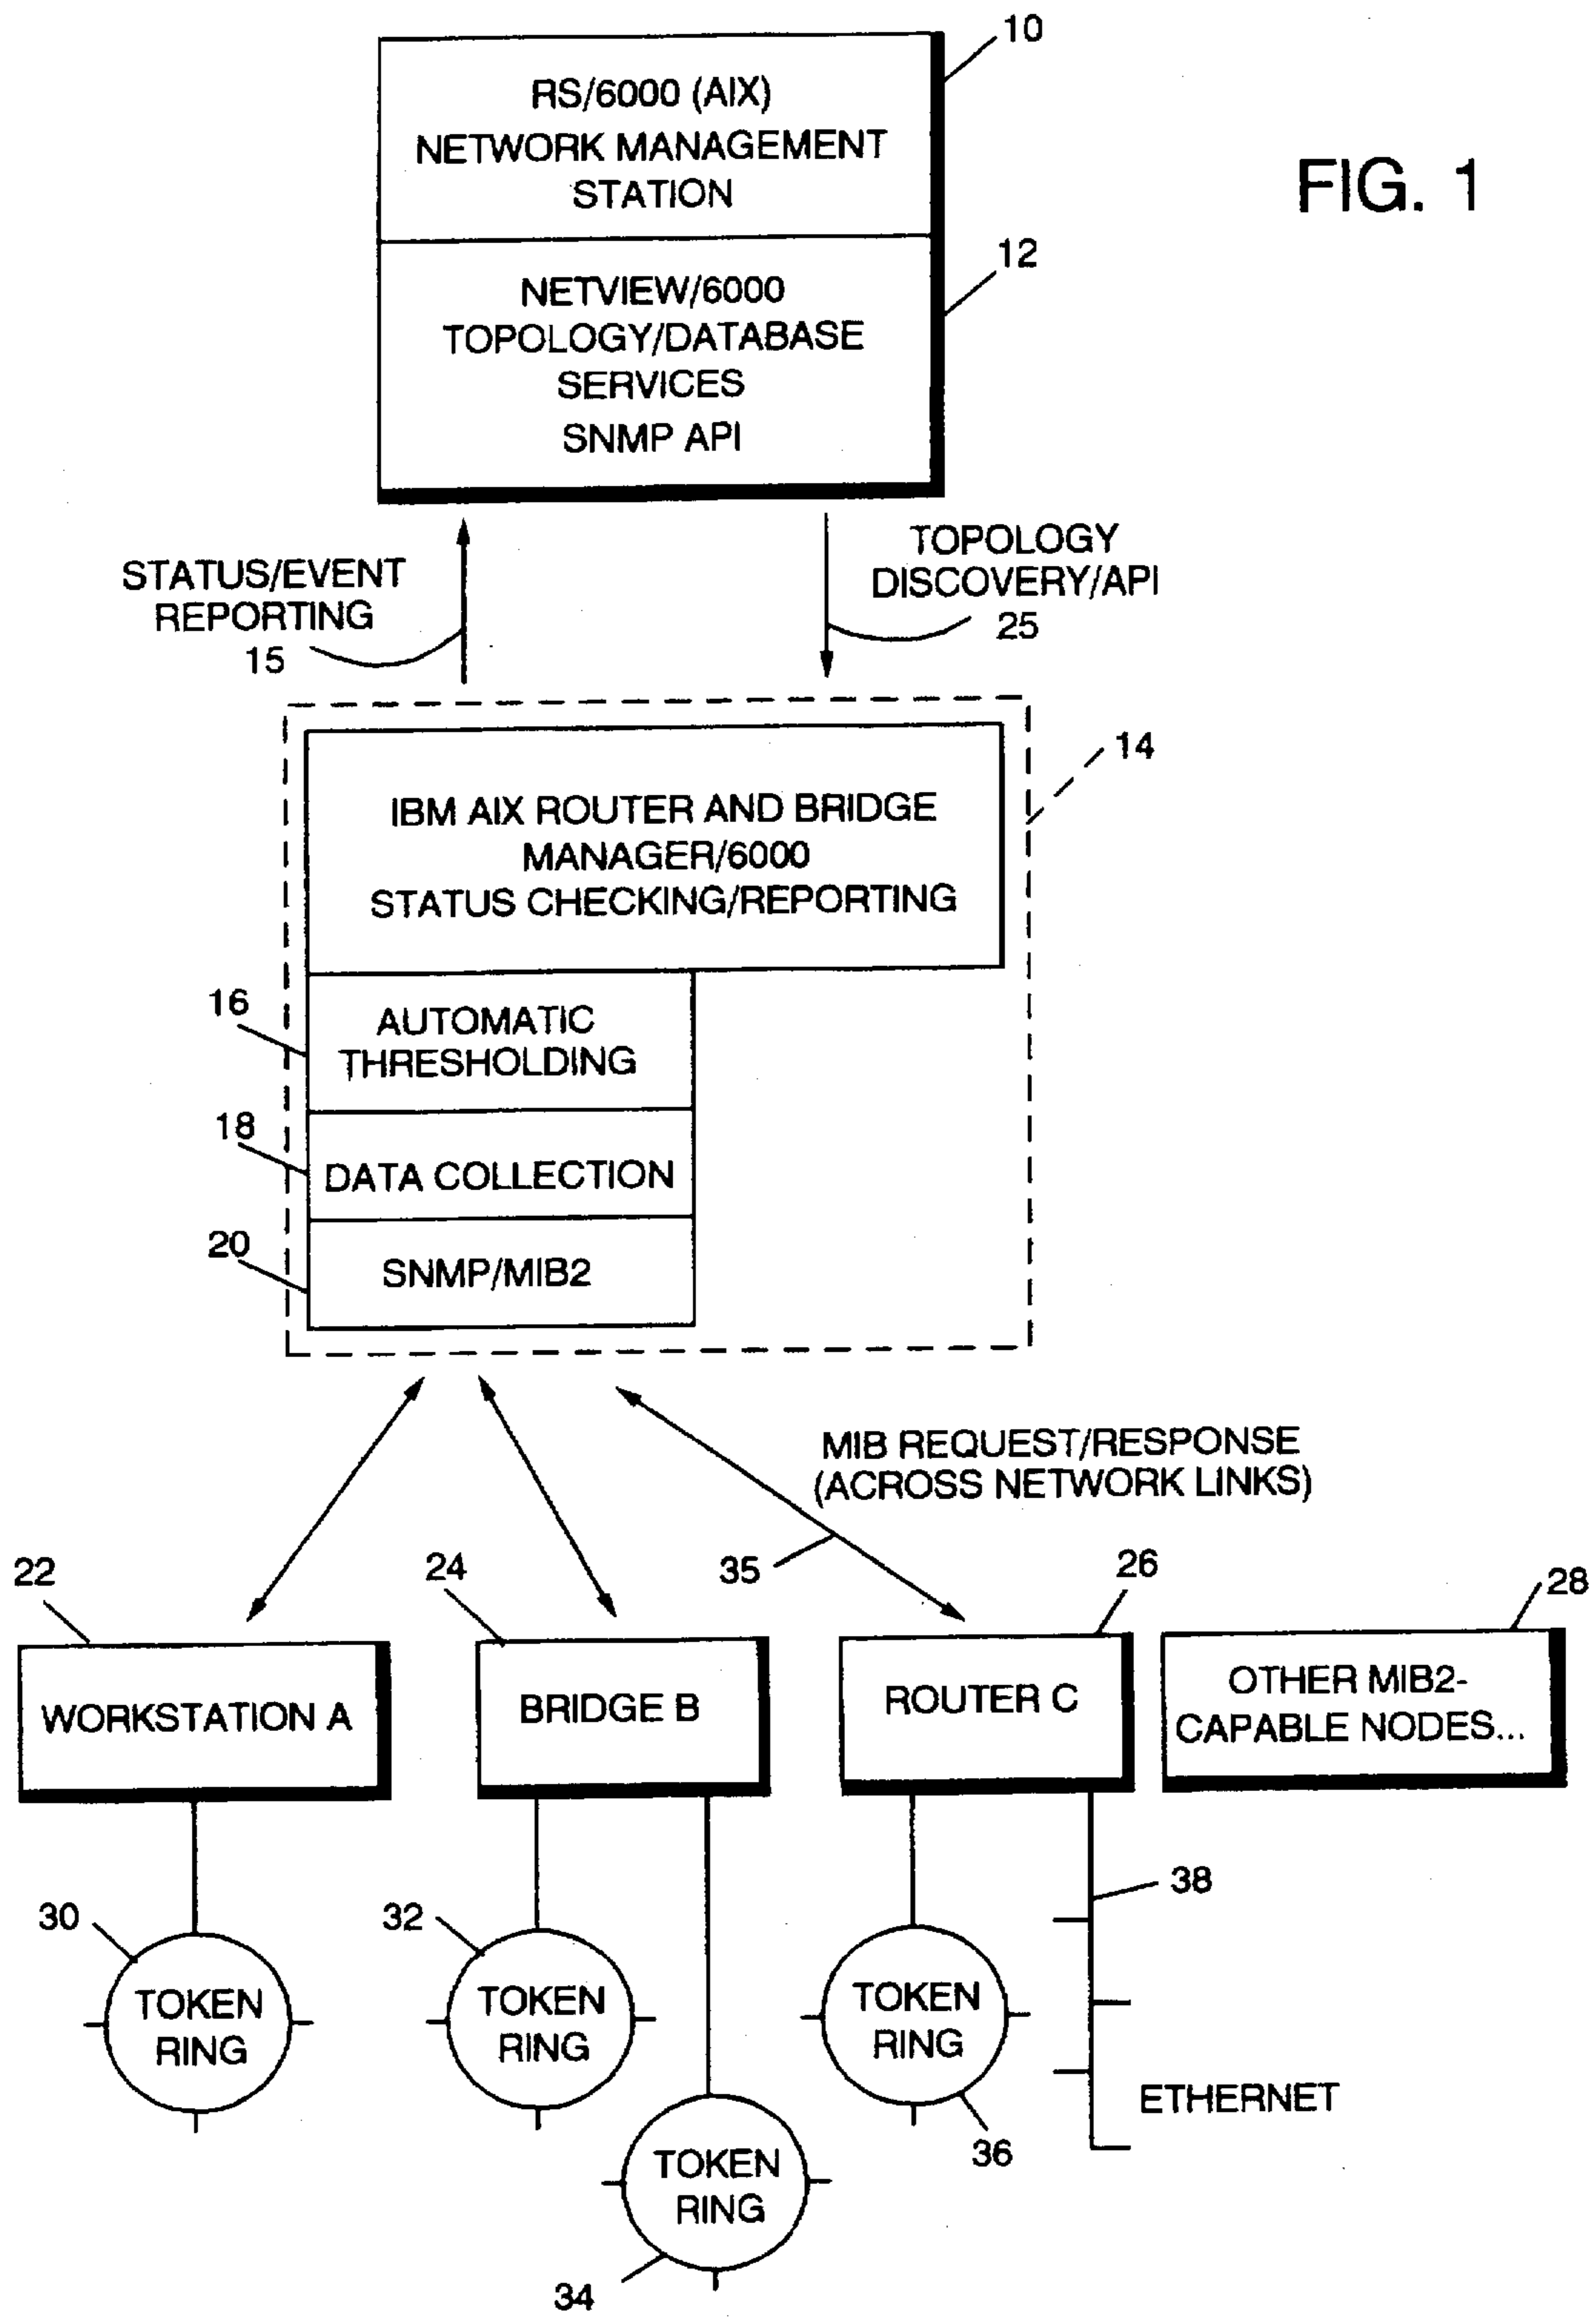 10
RS/6000 (AIX)
NETWORK MANAGEMENT
STATION
FIG. 1
12
NETVIEW/6000
TOPOLOGY/DATABASE
SERVICES
SNMP API
STATUS/EVENT
REPORTING
15
TOPOLOGY
DISCOVERY/API
25
14
IBM AIX ROUTER AND BRIDGE
MANAGER/6000
STATUS CHECKING/REPORTING
16
AUTOMATIC
THRESHOLDING
18
DATA COLLECTION
20
SNMP/MIB2
MIB REQUEST/RESPONSE
(ACROSS NETWORK LINKS)
35
22
WORKSTATION A
24
BRIDGE B
26
ROUTER C
28
OTHER MIB2-
CAPABLE NODES...
30
TOKEN
RING
32
TOKEN
RING
34
TOKEN
RING
36
TOKEN
RING
38
ETHERNET